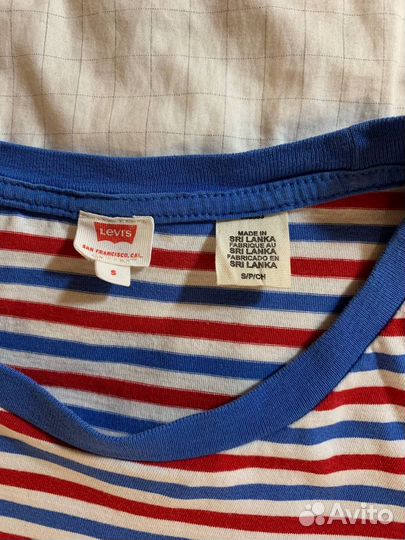 Levi's
SAN FRANCISCO, CAL.
S
MADE IN
SRI LANKA
FABRIQUE AU
SRI LANKA
FABRICADO EN
SRI LANKA
S/P/CH
Avito